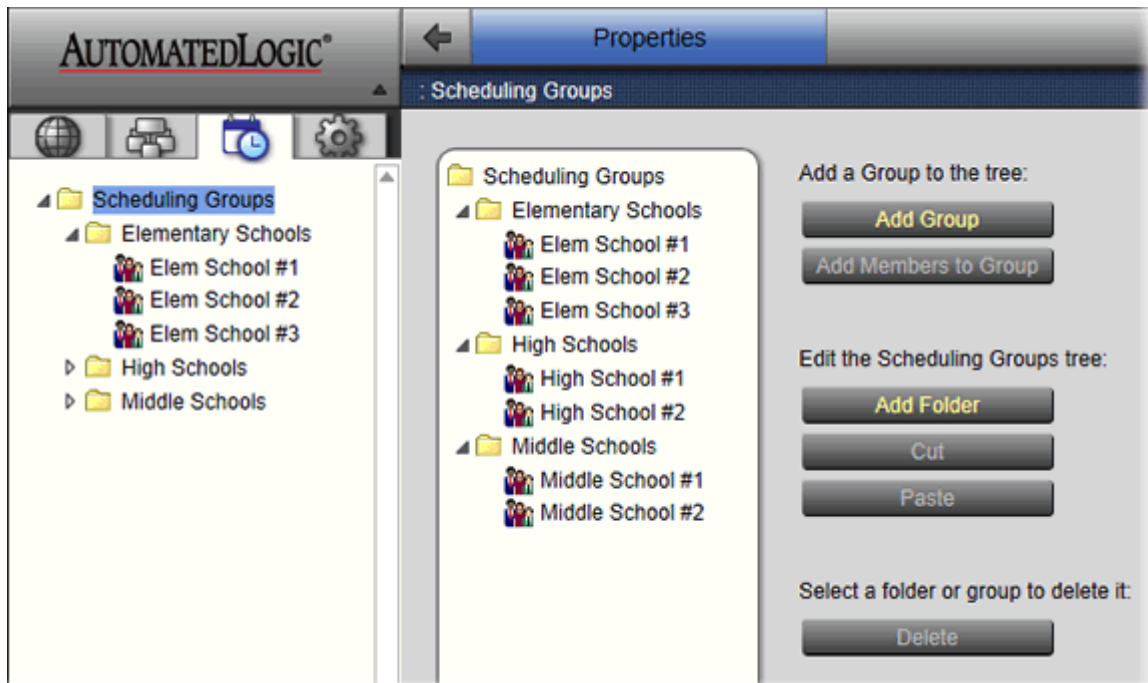 AUTOMATEDLOGIC®
Properties
: Scheduling Groups
Scheduling Groups
Elementary Schools
Elem School #1
Elem School #2
Elem School #3
High Schools
Middle Schools
Scheduling Groups
Elementary Schools
Elem School #1
Elem School #2
Elem School #3
High Schools
High School #1
High School #2
Middle Schools
Middle School #1
Middle School #2
Add a Group to the tree:
Add Group
Add Members to Group
Edit the Scheduling Groups tree:
Add Folder
Cut
Paste
Select a folder or group to delete it:
Delete